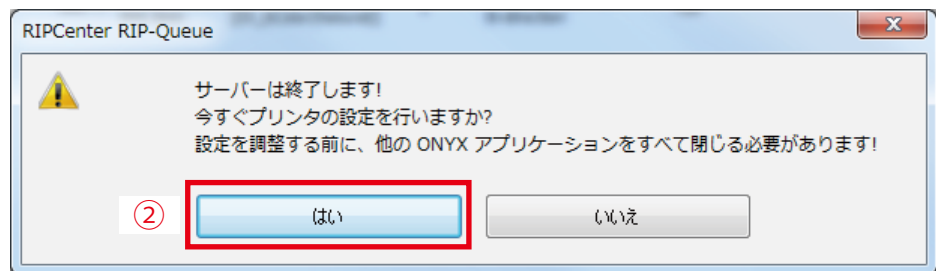 RIPCenter RIP-Queue
サーバーは終了します!
今すぐプリンタの設定を行いますか?
設定を調整する前に、他の ONYX アプリケーションをすべて閉じる必要があります!
② はい いいえ